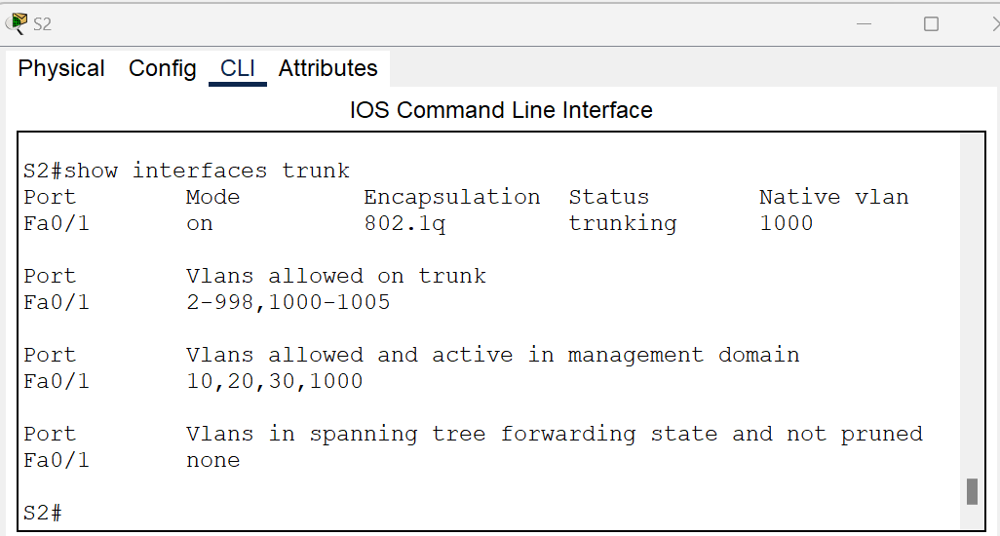 S2
Physical Config CLI Attributes
IOS Command Line Interface
S2#show interfaces trunk
Port Mode Encapsulation Status Native vlan
Fa0/1 on 802.1q trunking 1000
Port Vlans allowed on trunk
Fa0/1 2-998,1000-1005
Port Vlans allowed and active in management domain
Fa0/1 10,20,30,1000
Port Vlans in spanning tree forwarding state and not pruned
Fa0/1 none
S2#